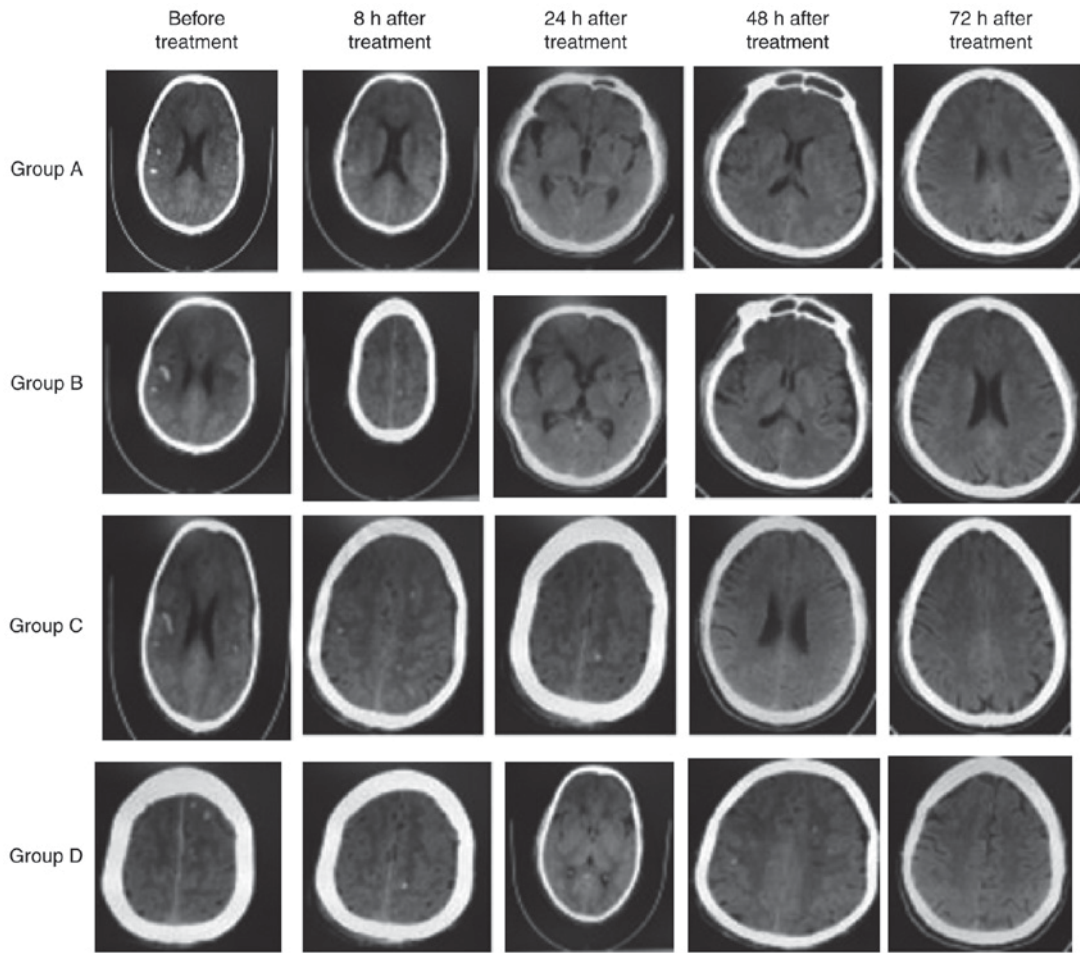 Before
treatment
8 h after
treatment
24 h after
treatment
48 h after
treatment
72 h after
treatment
Group A
Group B
Group C
Group D